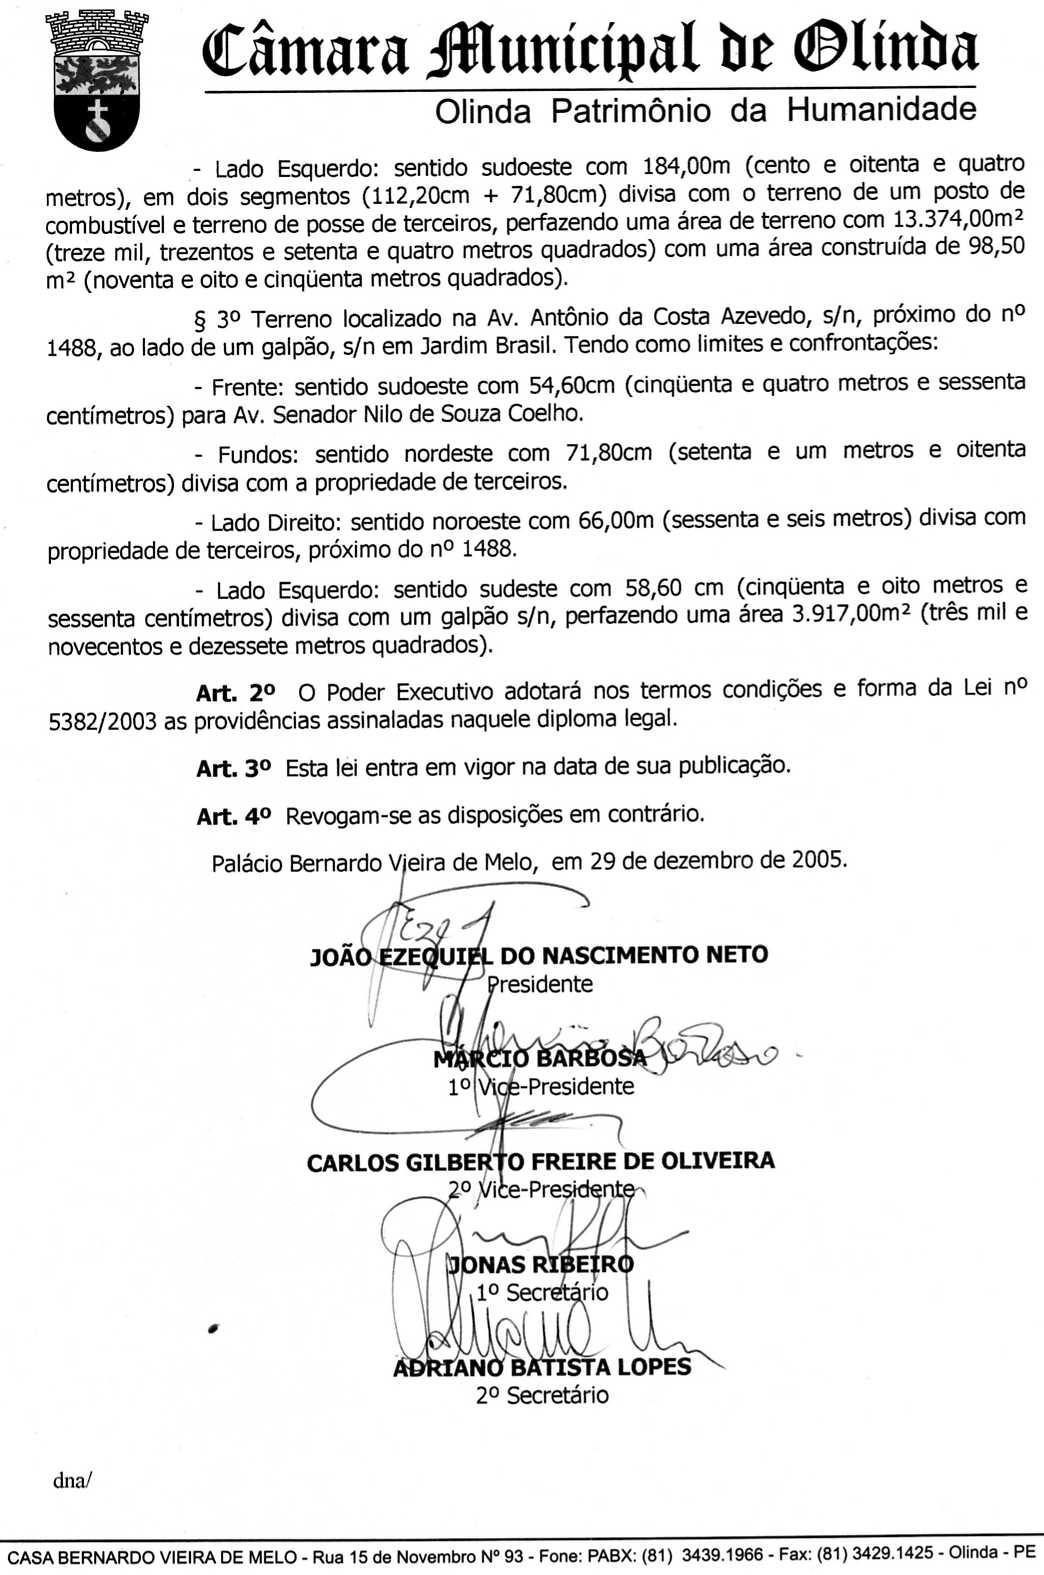 Câmara Municipal de Olinda
Olinda Patrimônio da Humanidade
- Lado Esquerdo: sentido sudoeste com 184,00m (cento e oitenta e quatro
metros), em dois segmentos (112,20cm + 71,80cm) divisa com o terreno de um posto de
combustível e terreno de posse de terceiros, perfazendo uma área de terreno com 13.374,00m²
(treze mil, trezentos e setenta e quatro metros quadrados) com uma área construída de 98,50
m² (noventa e oito e cinqüenta metros quadrados).
§ 3º Terreno localizado na Av. Antônio da Costa Azevedo, s/n, próximo do nº
1488, ao lado de um galpão, s/n em Jardim Brasil. Tendo como limites e confrontações:
- Frente: sentido sudoeste com 54,60cm (cinqüenta e quatro metros e sessenta
centímetros) para Av. Senador Nilo de Souza Coelho.
- Fundos: sentido nordeste com 71,80cm (setenta e um metros e oitenta
centímetros) divisa com a propriedade de terceiros.
- Lado Direito: sentido noroeste com 66,00m (sessenta e seis metros) divisa com
propriedade de terceiros, próximo do nº 1488.
- Lado Esquerdo: sentido sudeste com 58,60 cm (cinqüenta e oito metros e
sessenta centímetros) divisa com um galpão s/n, perfazendo uma área 3.917,00m² (três mil e
novecentos e dezessete metros quadrados).
Art. 2º O Poder Executivo adotará nos termos condições e forma da Lei nº
5382/2003 as providências assinaladas naquele diploma legal.
Art. 3º Esta lei entra em vigor na data de sua publicação.
Art. 4º Revogam-se as disposições em contrário.
Palácio Bernardo Vieira de Melo, em 29 de dezembro de 2005.
JOÃO EZEQUIEL DO NASCIMENTO NETO
Presidente
MÁRCIO BARBOSA
1º Vice-Presidente
CARLOS GILBERTO FREIRE DE OLIVEIRA
2º Vice-Presidente
JONAS RIBEIRO
1º Secretário
ADRIANO BATISTA LOPES
2º Secretário
dna/
CASA BERNARDO VIEIRA DE MELO - Rua 15 de Novembro Nº 93 - Fone: PABX: (81) 3439.1966 - Fax: (81) 3429.1425 - Olinda - PE